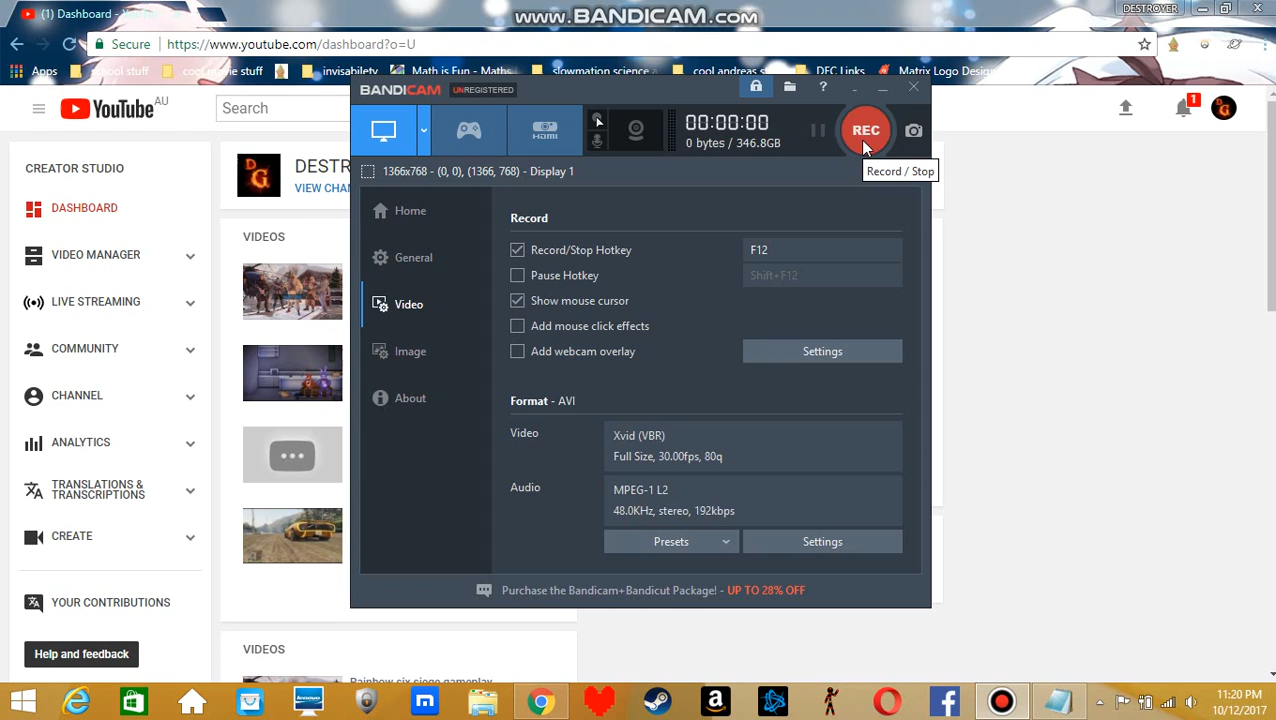 (1) Dashboard - Yo
www.BANDICAM.com
DESTROYER
Secure
https://www.youtube.com/dashboard?o=U
Apps
school stuff
cool movie stuff
invisabilety
Math is Fun - Maths
slowmation science
cool andreas st
DFC Links
Matrix Logo Design
YouTube AU
Search
1
D G
BANDICAM UNREGISTERED
?
HDMI
00:00:00
0 bytes / 346.8GB
REC
Record / Stop
1366x768 - (0, 0), (1366, 768) - Display 1
CREATOR STUDIO
DASHBOARD
VIDEO MANAGER
LIVE STREAMING
COMMUNITY
CHANNEL
ANALYTICS
TRANSLATIONS & TRANSCRIPTIONS
CREATE
YOUR CONTRIBUTIONS
Help and feedback
D G
DESTR
VIEW CHAN
VIDEOS
Home
General
Video
Image
About
Record
Record/Stop Hotkey
F12
Pause Hotkey
Shift+F12
Show mouse cursor
Add mouse click effects
Add webcam overlay
Settings
Format - AVI
Video
Xvid (VBR)
Full Size, 30.00fps, 80q
Audio
MPEG-1 L2
48.0KHz, stereo, 192kbps
Presets
Settings
Purchase the Bandicam+Bandicut Package! - UP TO 28% OFF
VIDEOS
Rainbow six siege gameplay
11:20 PM
10/12/2017